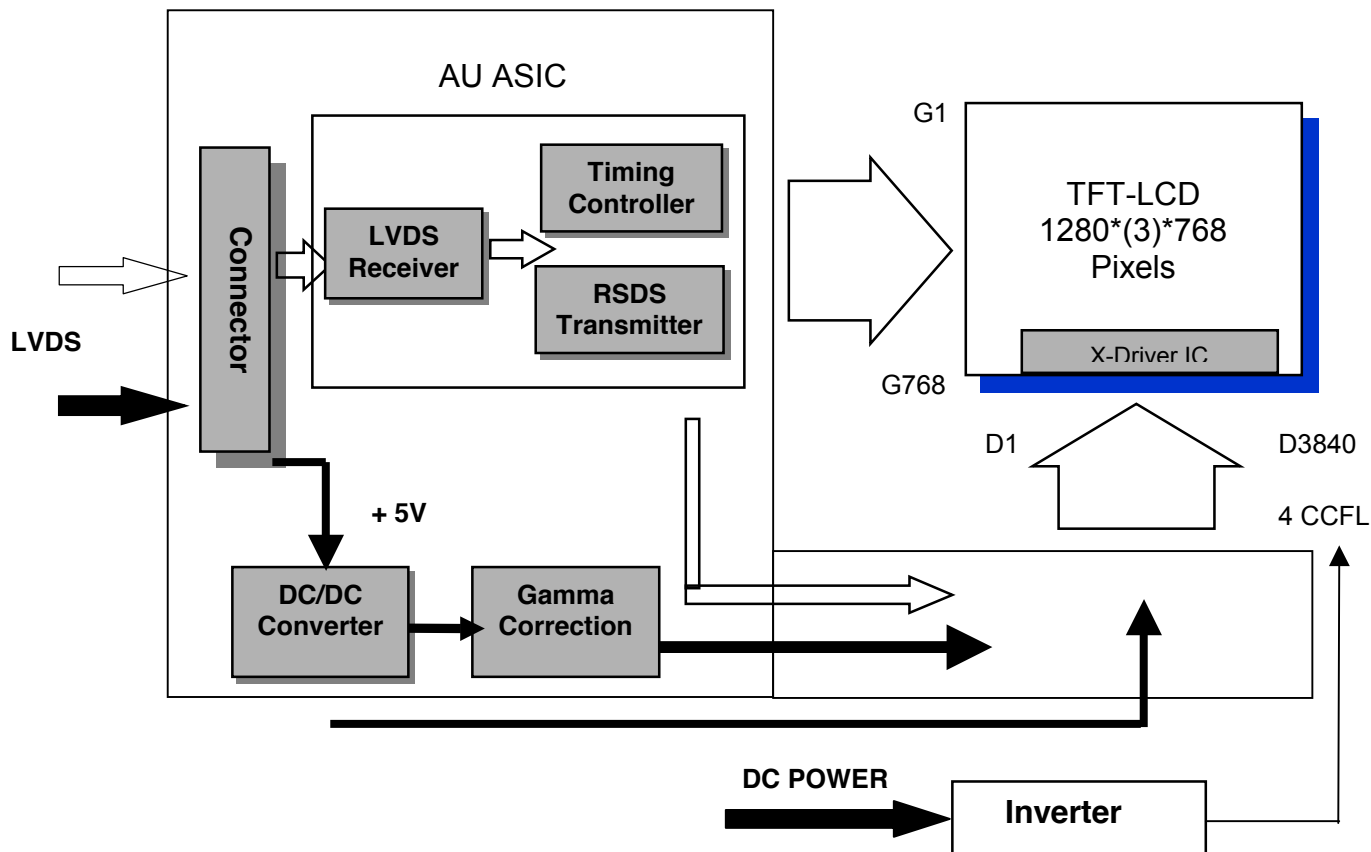 AU ASIC
G1
Connector
Timing
Controller
LVDS
Receiver
RSDS
Transmitter
TFT-LCD
1280*(3)*768
Pixels
X-Driver IC
LVDS
G768
D1
D3840
+ 5V
4 CCFL
DC/DC
Converter
Gamma
Correction
DC POWER
Inverter